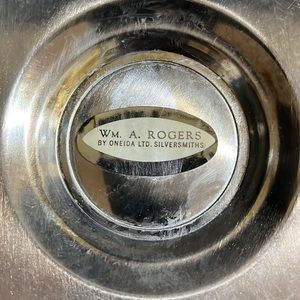 WM. A. ROGERS
BY ONEIDA LTD. SILVERSMITHS